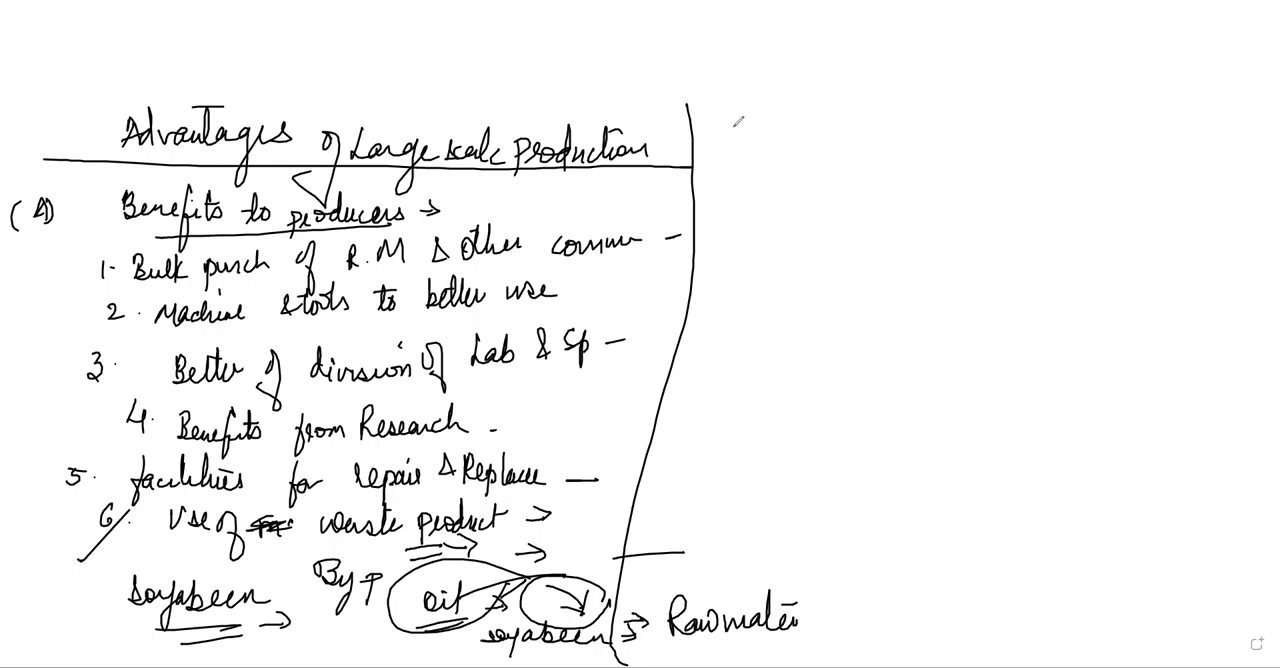 Advantages of Large scale production
(A) Benefits to producers →
1. Bulk purch of R.M & other commu -
2. Machine & tools to better use
3. Better of division of Lab & Sp -
4. Benefits from Research -
5. facilities for repair & Replace —
6. Use of waste product →
Soyabeen → By P oil → soyabeen → Rawmater